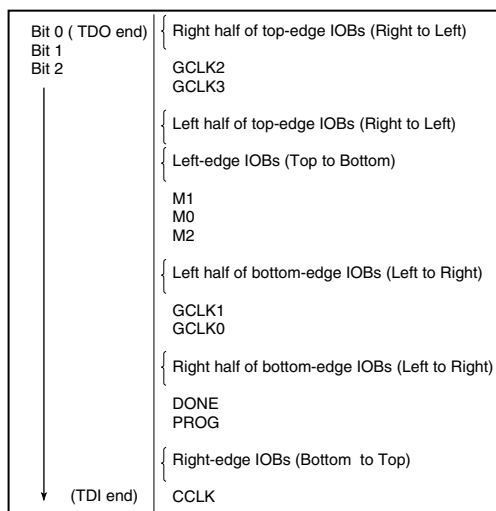 Bit 0 ( TDO end)
Bit 1
Bit 2
Right half of top-edge IOBs (Right to Left)
GCLK2
GCLK3
Left half of top-edge IOBs (Right to Left)
Left-edge IOBs (Top to Bottom)
M1
M0
M2
Left half of bottom-edge IOBs (Left to Right)
GCLK1
GCLK0
Right half of bottom-edge IOBs (Left to Right)
DONE
PROG
Right-edge IOBs (Bottom to Top)
(TDI end)
CCLK